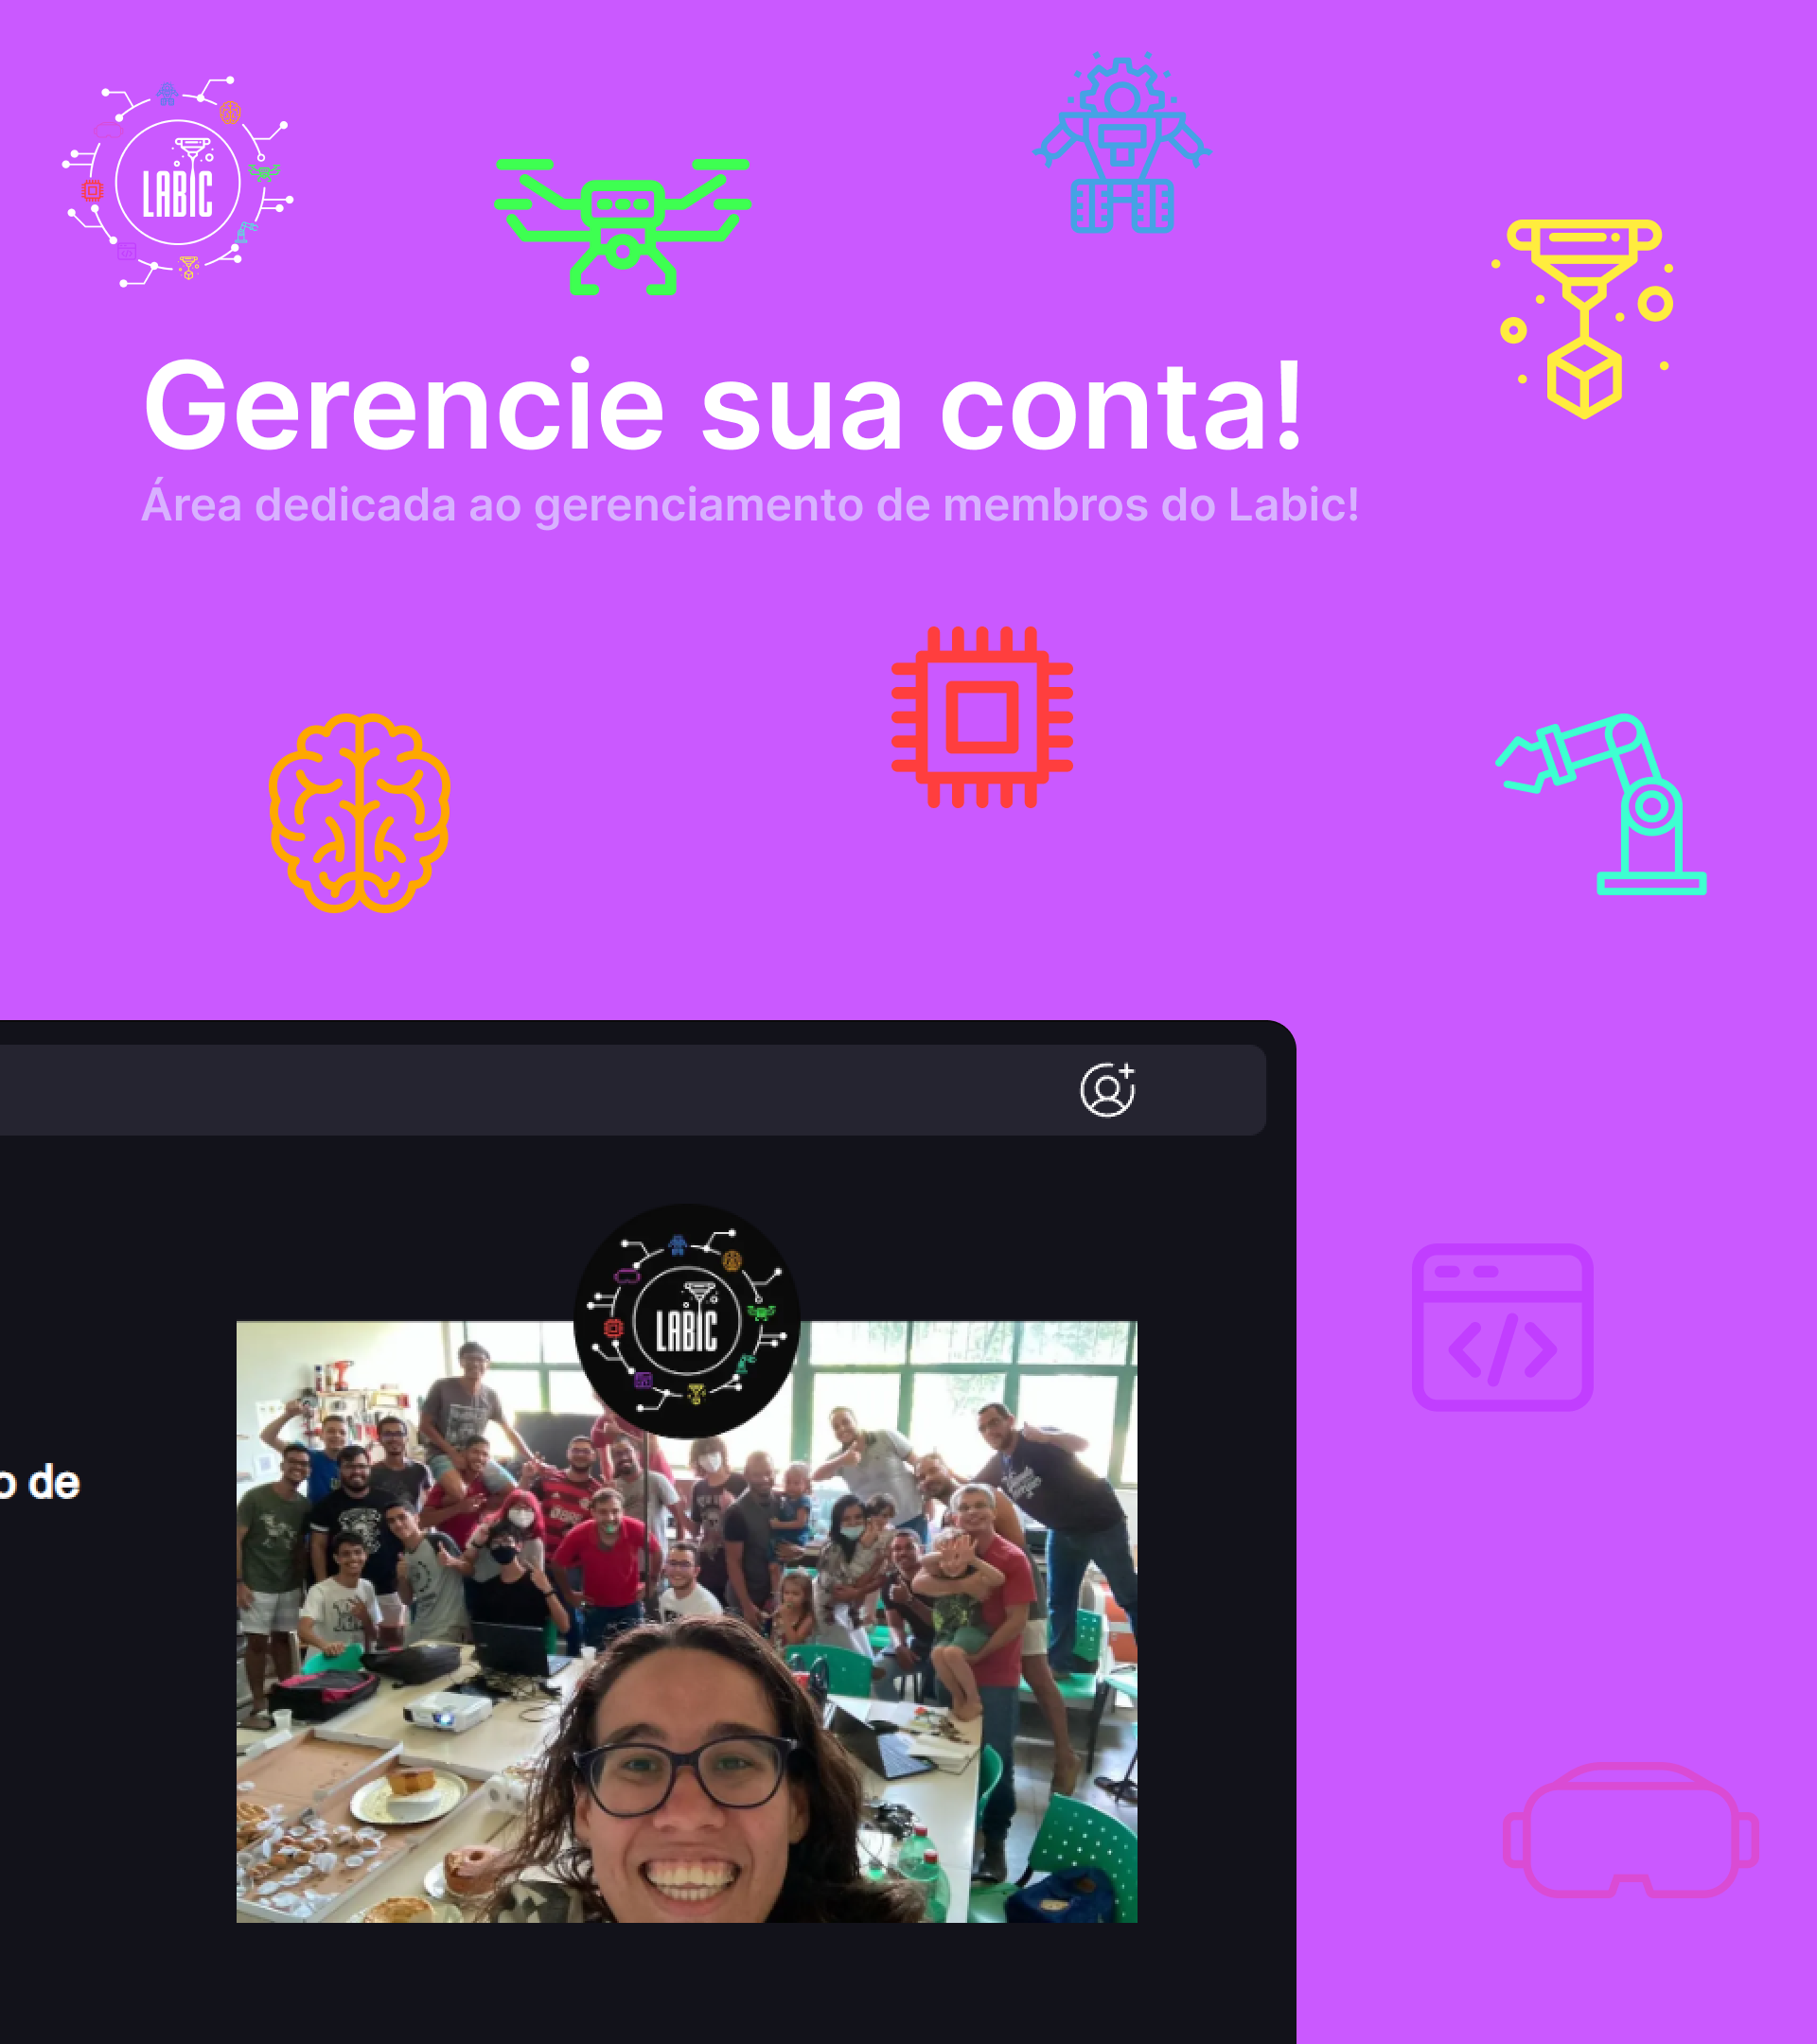 LABIC
Gerencie sua conta!
Área dedicada ao gerenciamento de membros do Labic!
</>
LABIC
o de